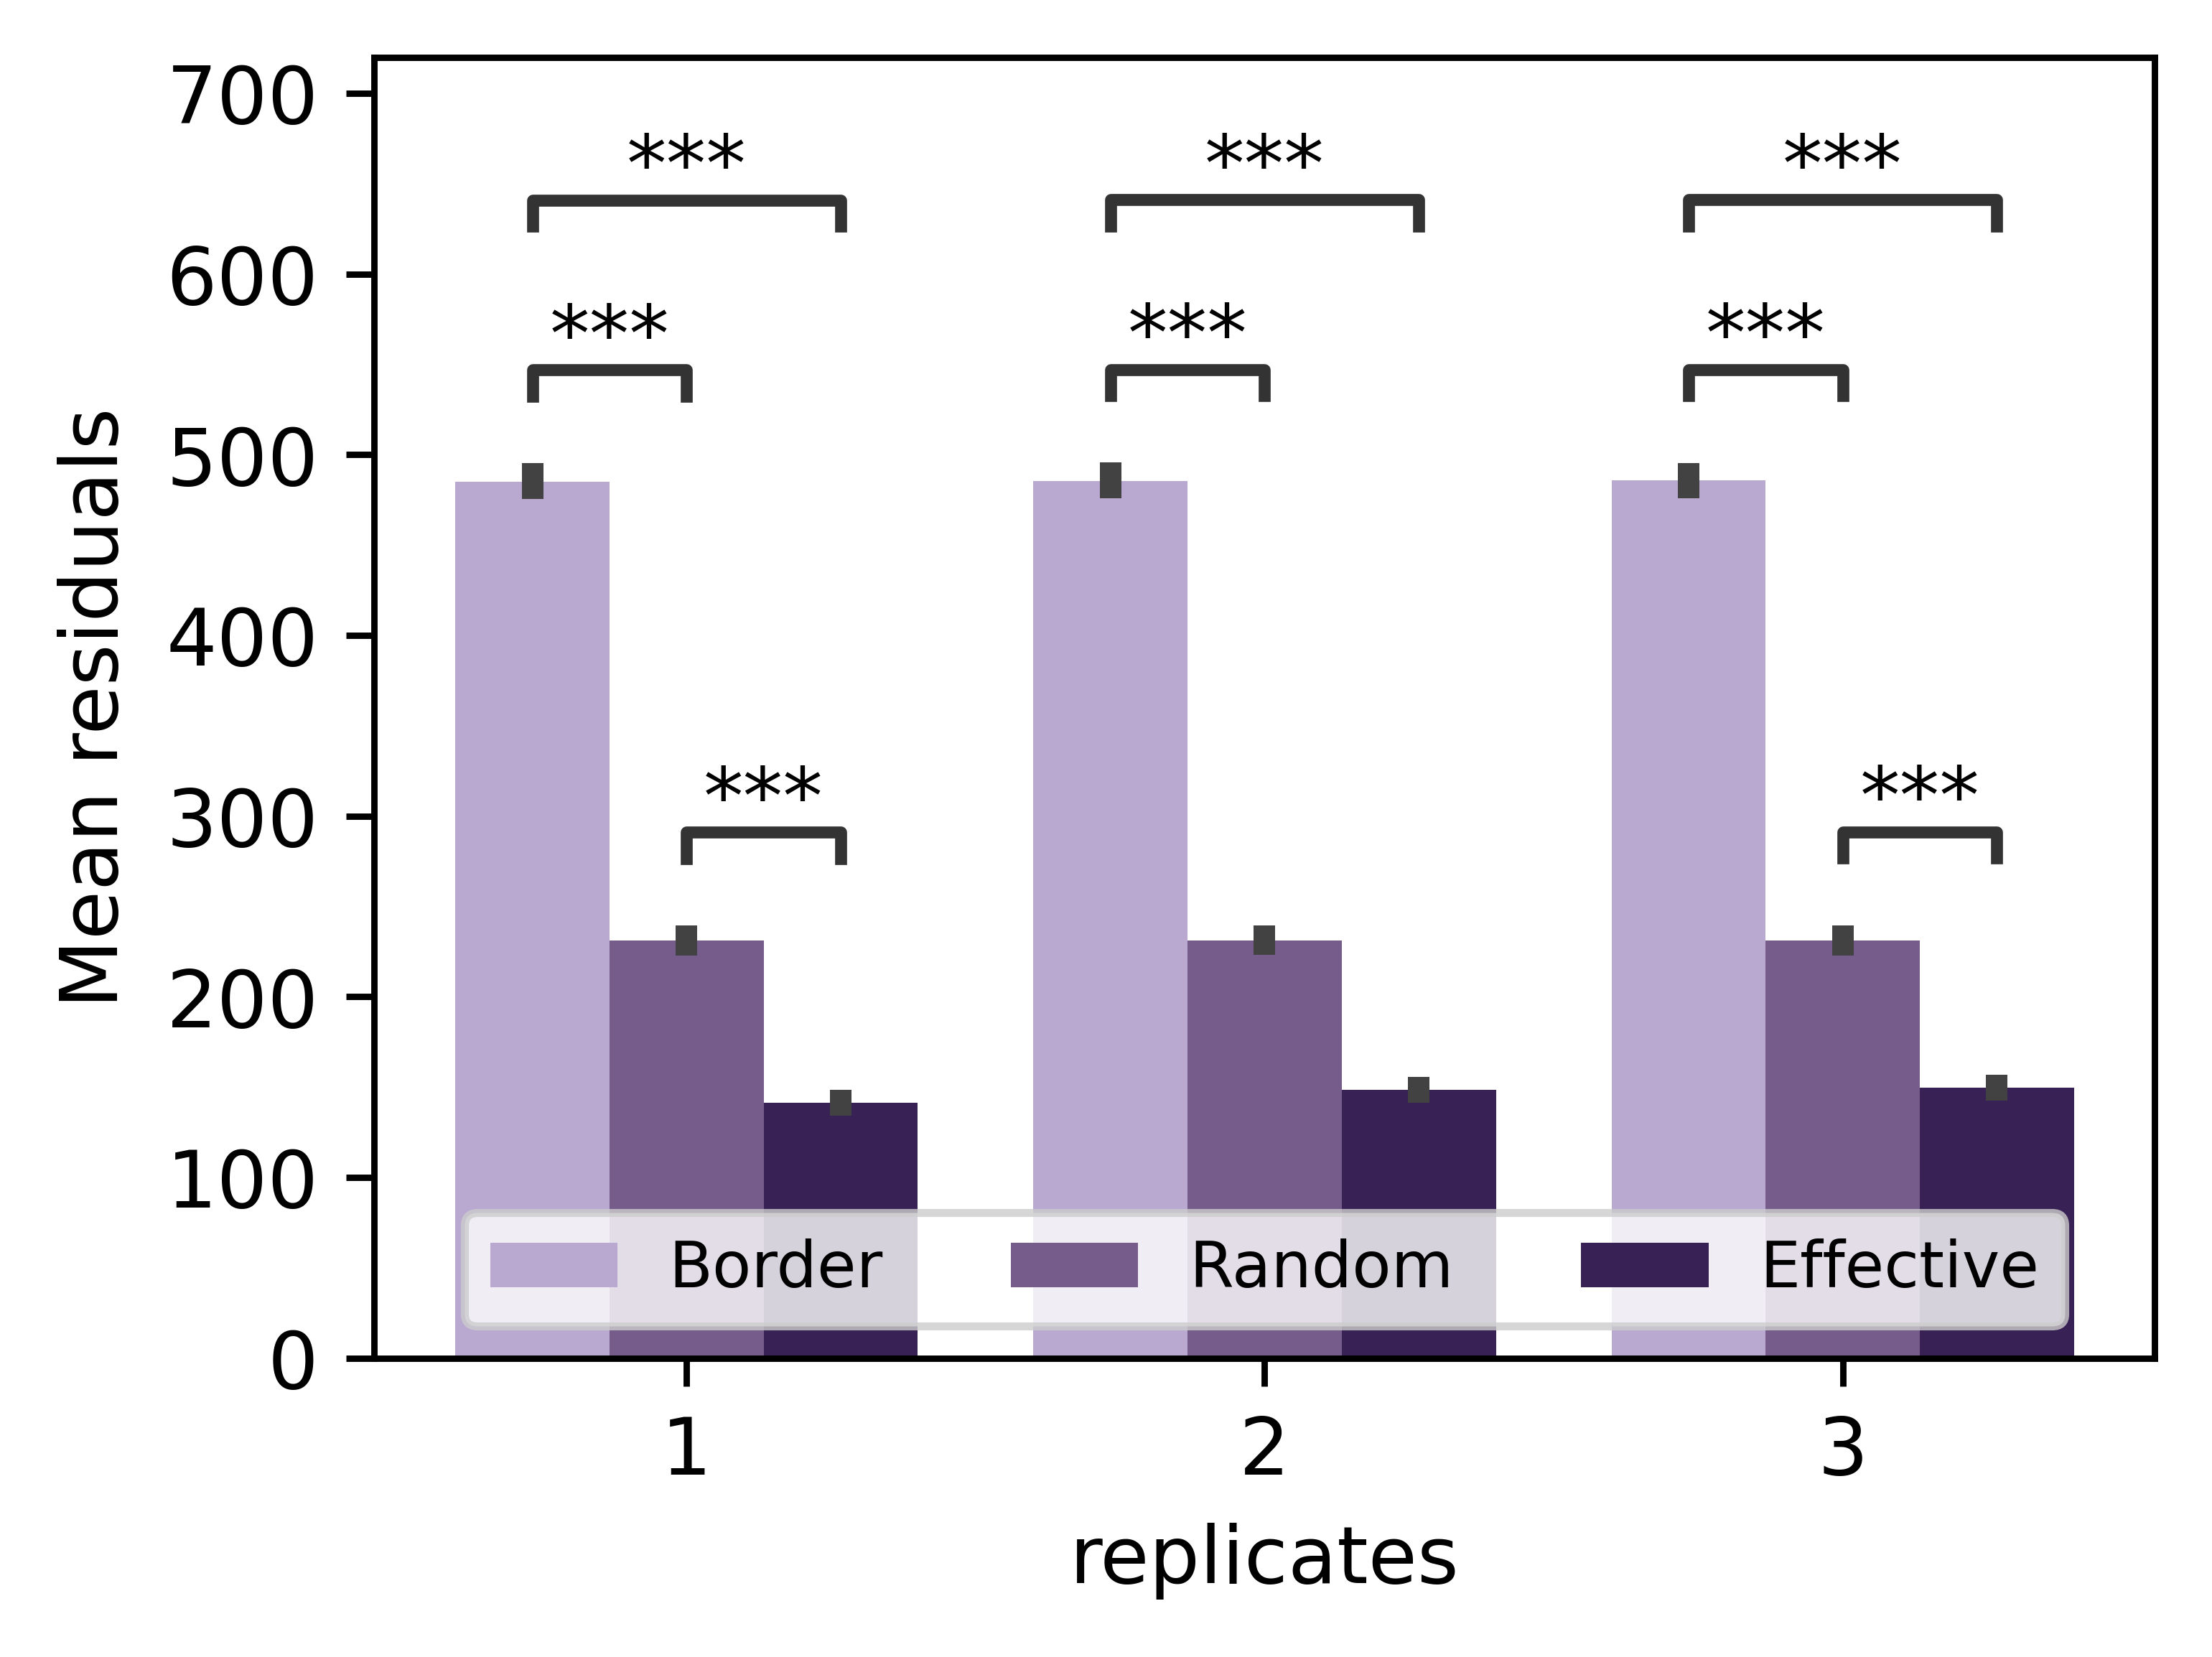 Mean residuals
700
600
500
400
300
200
100
0
*** *** ***
*** *** ***
*** ***
Border Random Effective
1 2 3
replicates